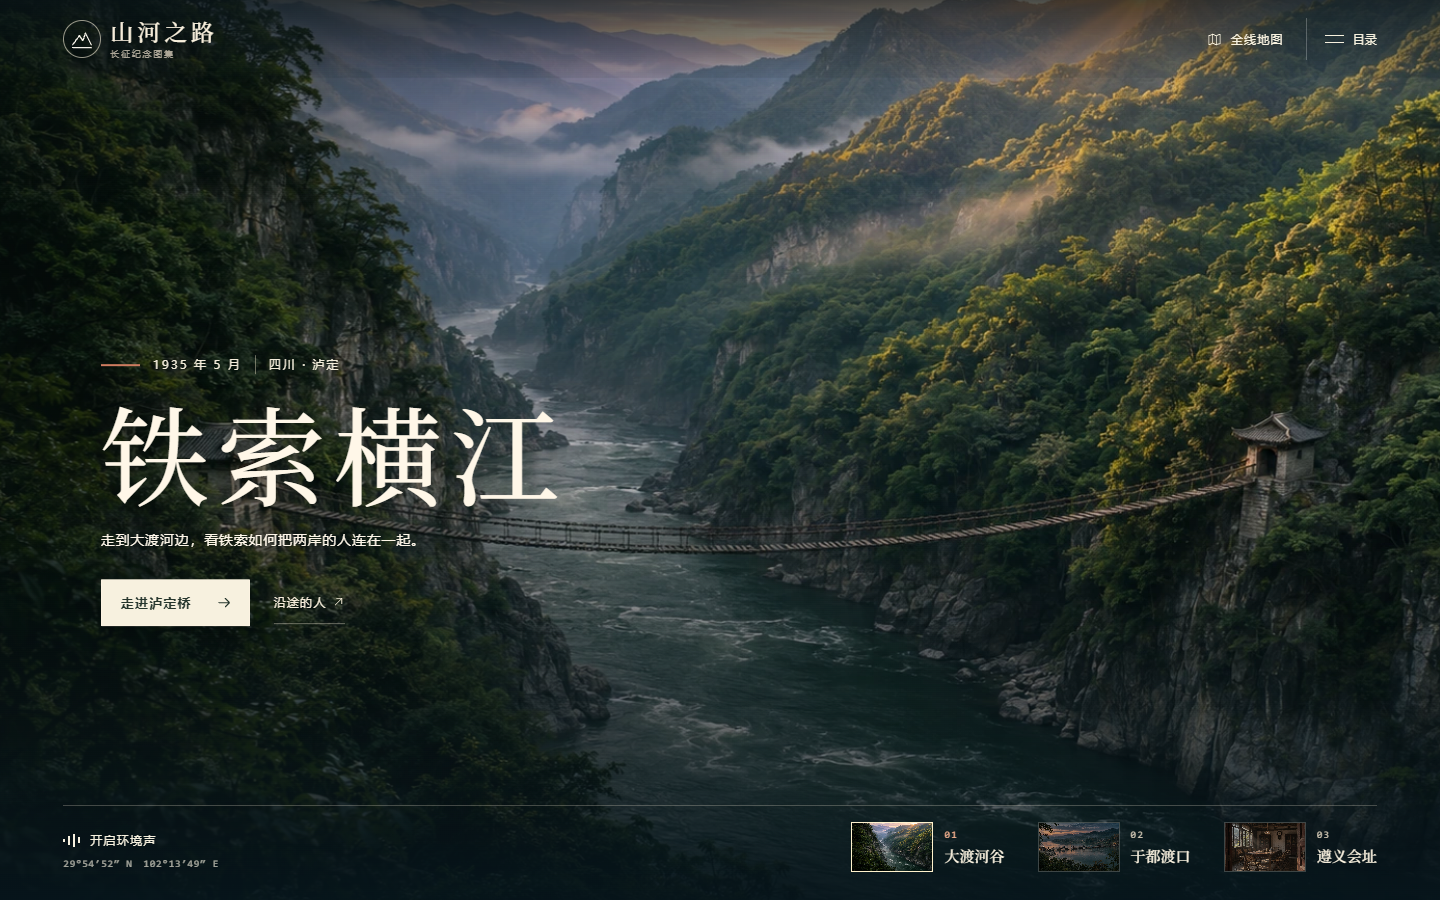 山河之路
长征纪念图集
全线地图
目录
1935 年 5 月
四川 · 泸定
铁索横江
走到大渡河边，看铁索如何把两岸的人连在一起。
走进泸定桥 →
沿途的人 ↗
开启环境声
29°54′52″ N 102°13′49″ E
01
大渡河谷
02
于都渡口
03
遵义会址